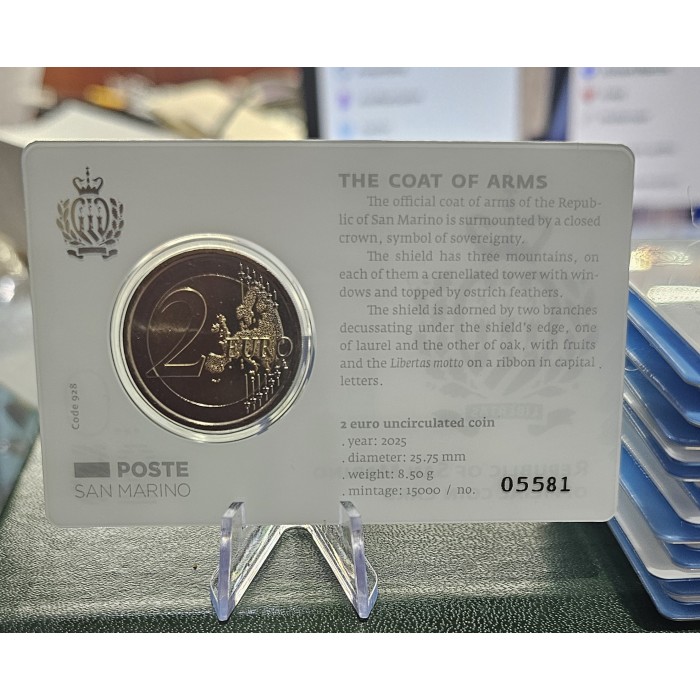 THE COAT OF ARMS
The official coat of arms of the Repub-
lic of San Marino is surmounted by a closed
crown, symbol of sovereignty.
The shield has three mountains, on
each of them a crenellated tower with win-
dows and topped by ostrich feathers.
The shield is adorned by two branches
decussating under the shield's edge, one
of laurel and the other of oak, with fruits
and the Libertas motto on a ribbon in capital
letters.
2 EURO
Code 928
2 euro uncirculated coin
. year: 2025
. diameter: 25.75 mm
. weight: 8.50 g
. mintage: 15000 / no. 05581
POSTE
SAN MARINO